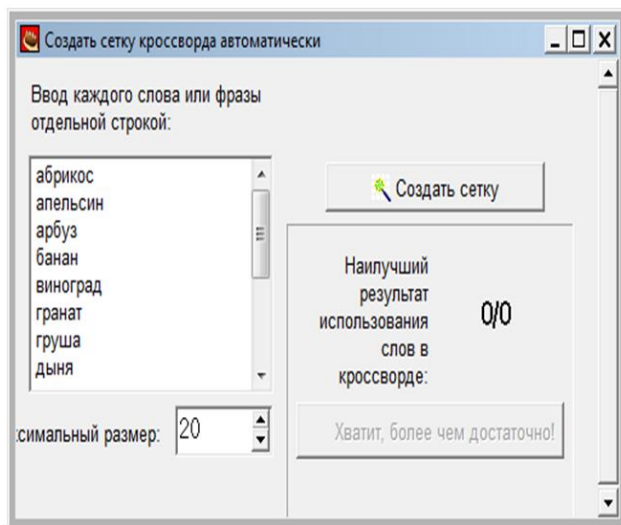 Создать сетку кроссворда автоматически
Ввод каждого слова или фразы
отдельной строкой:
абрикос
апельсин
арбуз
банан
виноград
гранат
груша
дыня
ксимальный размер:
20
Создать сетку
Наилучший
результат
использования
слов в
кроссворде:
0/0
Хватит, более чем достаточно!